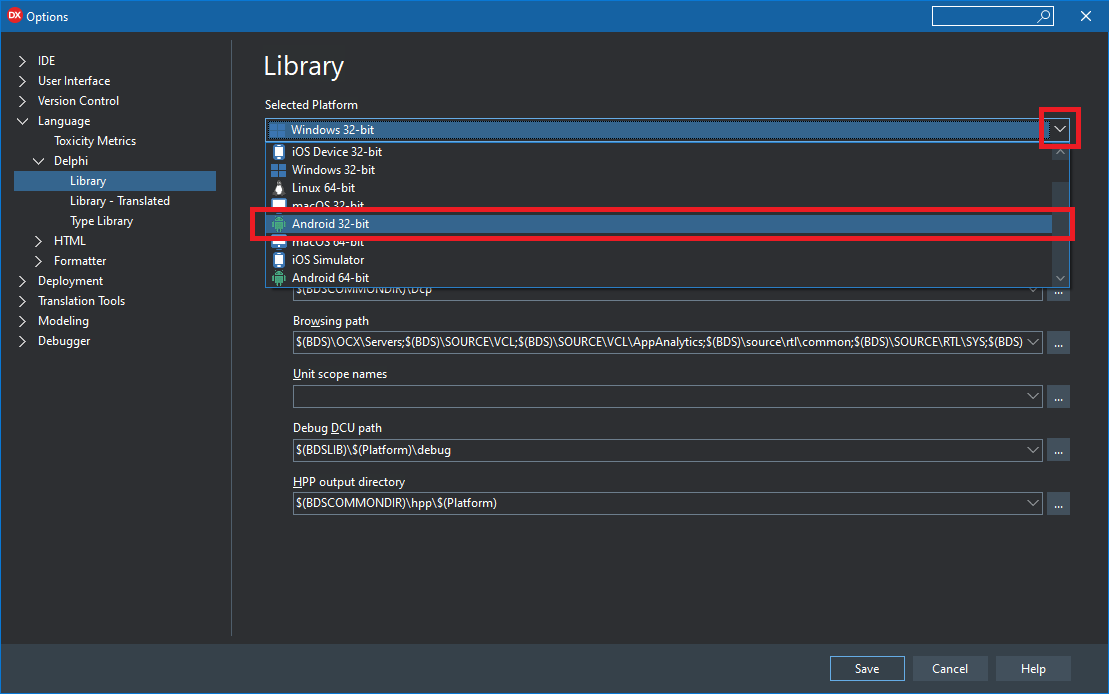 DX Options
IDE
User Interface
Version Control
Language
Toxicity Metrics
Delphi
Library
Library - Translated
Type Library
HTML
Formatter
Deployment
Translation Tools
Modeling
Debugger
Library
Selected Platform
Windows 32-bit
iOS Device 32-bit
Windows 32-bit
Linux 64-bit
macOS 32-bit
Android 32-bit
macOS 64-bit
iOS Simulator
Android 64-bit
$(BDSCOMMONDIR)\Dcp
...
Browsing path
$(BDS)\OCX\Servers;$(BDS)\SOURCE\VCL;$(BDS)\SOURCE\VCL\AppAnalytics;$(BDS)\source\rtl\common;$(BDS)\SOURCE\RTL\SYS;$(BDS)
...
Unit scope names
...
Debug DCU path
$(BDSLIB)\$(Platform)\debug
...
HPP output directory
$(BDSCOMMONDIR)\hpp\$(Platform)
...
Save
Cancel
Help